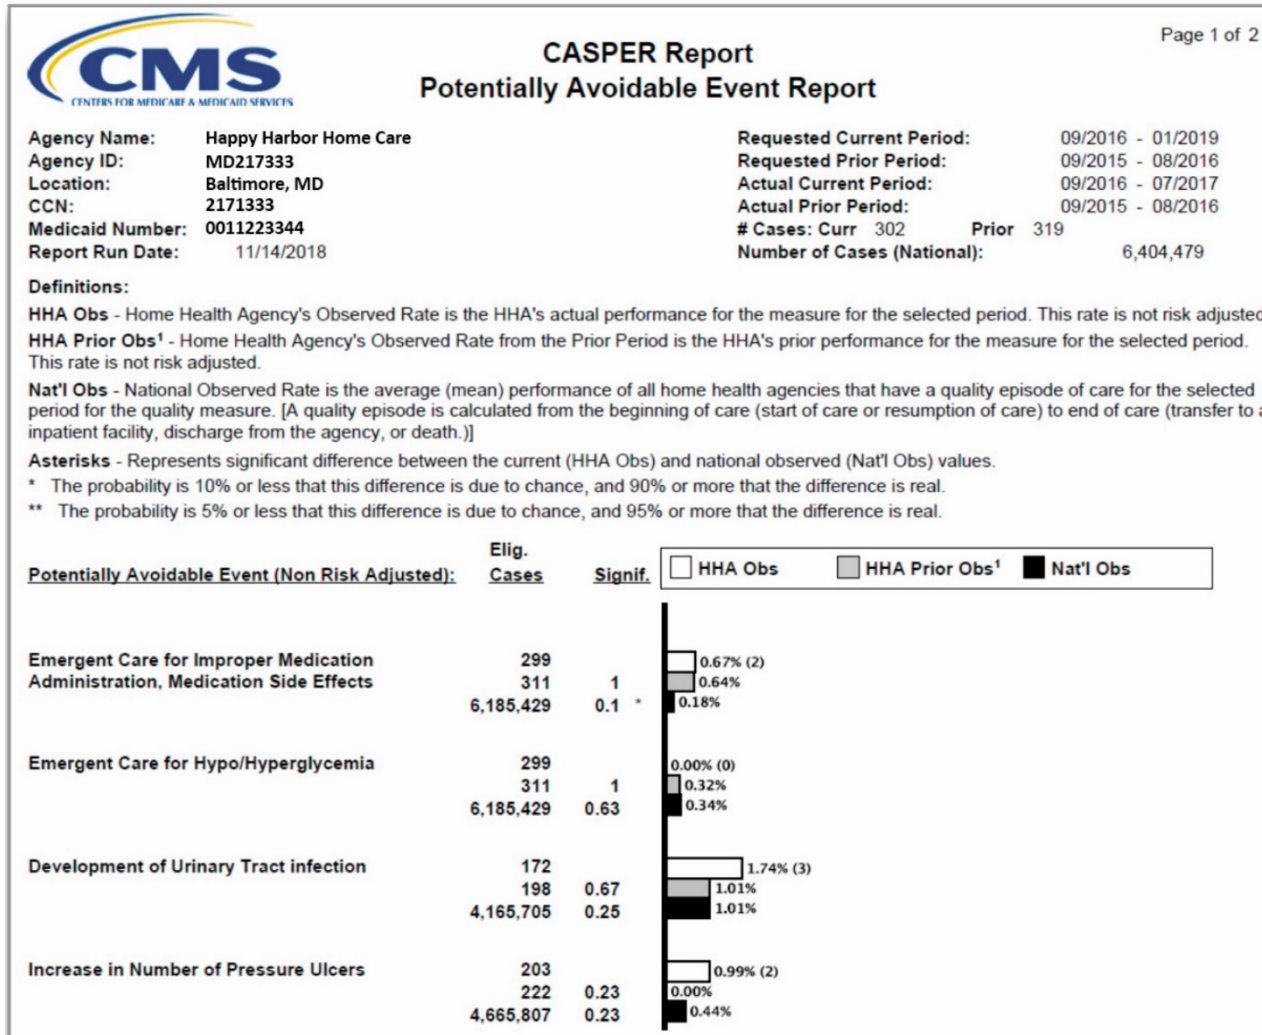 Page 1 of 2
CMS
CENTERS FOR MEDICARE & MEDICAID SERVICES
CASPER Report
Potentially Avoidable Event Report
Agency Name: Happy Harbor Home Care
Agency ID: MD217333
Location: Baltimore, MD
CCN: 2171333
Medicaid Number: 0011223344
Report Run Date: 11/14/2018
Requested Current Period: 09/2016 - 01/2019
Requested Prior Period: 09/2015 - 08/2016
Actual Current Period: 09/2016 - 07/2017
Actual Prior Period: 09/2015 - 08/2016
# Cases: Curr 302 Prior 319
Number of Cases (National): 6,404,479
Definitions:
HHA Obs - Home Health Agency's Observed Rate is the HHA's actual performance for the measure for the selected period. This rate is not risk adjusted
HHA Prior Obs¹ - Home Health Agency's Observed Rate from the Prior Period is the HHA's prior performance for the measure for the selected period.
This rate is not risk adjusted.
Nat'l Obs - National Observed Rate is the average (mean) performance of all home health agencies that have a quality episode of care for the selected
period for the quality measure. [A quality episode is calculated from the beginning of care (start of care or resumption of care) to end of care (transfer to a
inpatient facility, discharge from the agency, or death.)]
Asterisks - Represents significant difference between the current (HHA Obs) and national observed (Nat'l Obs) values.
* The probability is 10% or less that this difference is due to chance, and 90% or more that the difference is real.
** The probability is 5% or less that this difference is due to chance, and 95% or more that the difference is real.
Potentially Avoidable Event (Non Risk Adjusted): Elig. Cases Signif. HHA Obs HHA Prior Obs¹ Nat'l Obs
Emergent Care for Improper Medication 299 0.67% (2)
Administration, Medication Side Effects 311 1 0.64%
6,185,429 0.1 * 0.18%
Emergent Care for Hypo/Hyperglycemia 299 0.00% (0)
311 1 0.32%
6,185,429 0.63 0.34%
Development of Urinary Tract infection 172 1.74% (3)
198 0.67 1.01%
4,165,705 0.25 1.01%
Increase in Number of Pressure Ulcers 203 0.99% (2)
222 0.23 0.00%
4,665,807 0.23 0.44%